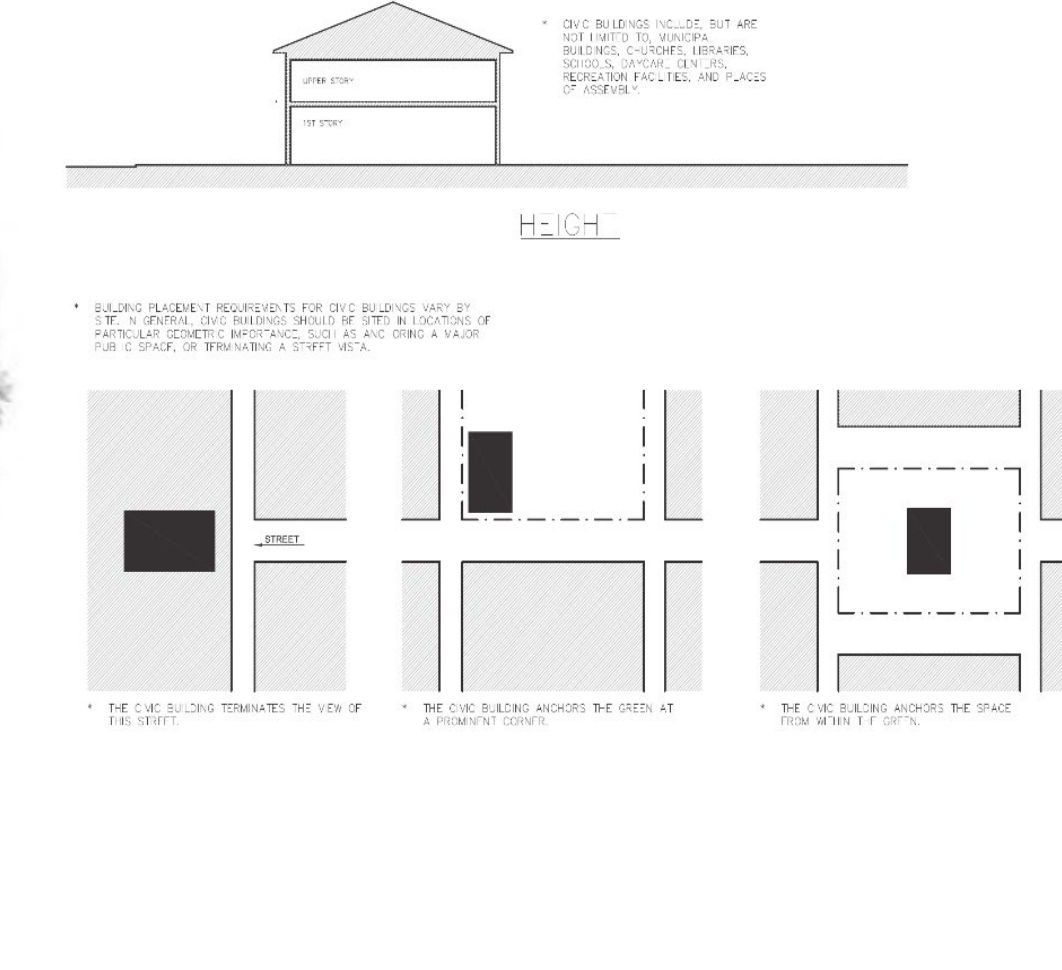 * CIVIC BUILDINGS INCLUDE, BUT ARE
NOT LIMITED TO, MUNICIPAL
BUILDINGS, CHURCHES, LIBRARIES,
SCHOOLS, DAYCARE CENTERS,
RECREATION FACILITIES, AND PLACES
OF ASSEMBLY.
UPPER STORY
1ST STORY
HEIGHT
* BUILDING PLACEMENT REQUIREMENTS FOR CIVIC BUILDINGS VARY BY
SITE. IN GENERAL, CIVIC BUILDINGS SHOULD BE SITED IN LOCATIONS OF
PARTICULAR GEOMETRIC IMPORTANCE, SUCH AS ANCHORING A MAJOR
PUBLIC SPACE, OR TERMINATING A STREET VISTA.
STREET
* THE CIVIC BUILDING TERMINATES THE VIEW OF
THIS STREET.
* THE CIVIC BUILDING ANCHORS THE GREEN AT
A PROMINENT CORNER.
* THE CIVIC BUILDING ANCHORS THE SPACE
FROM WITHIN THE GREEN.